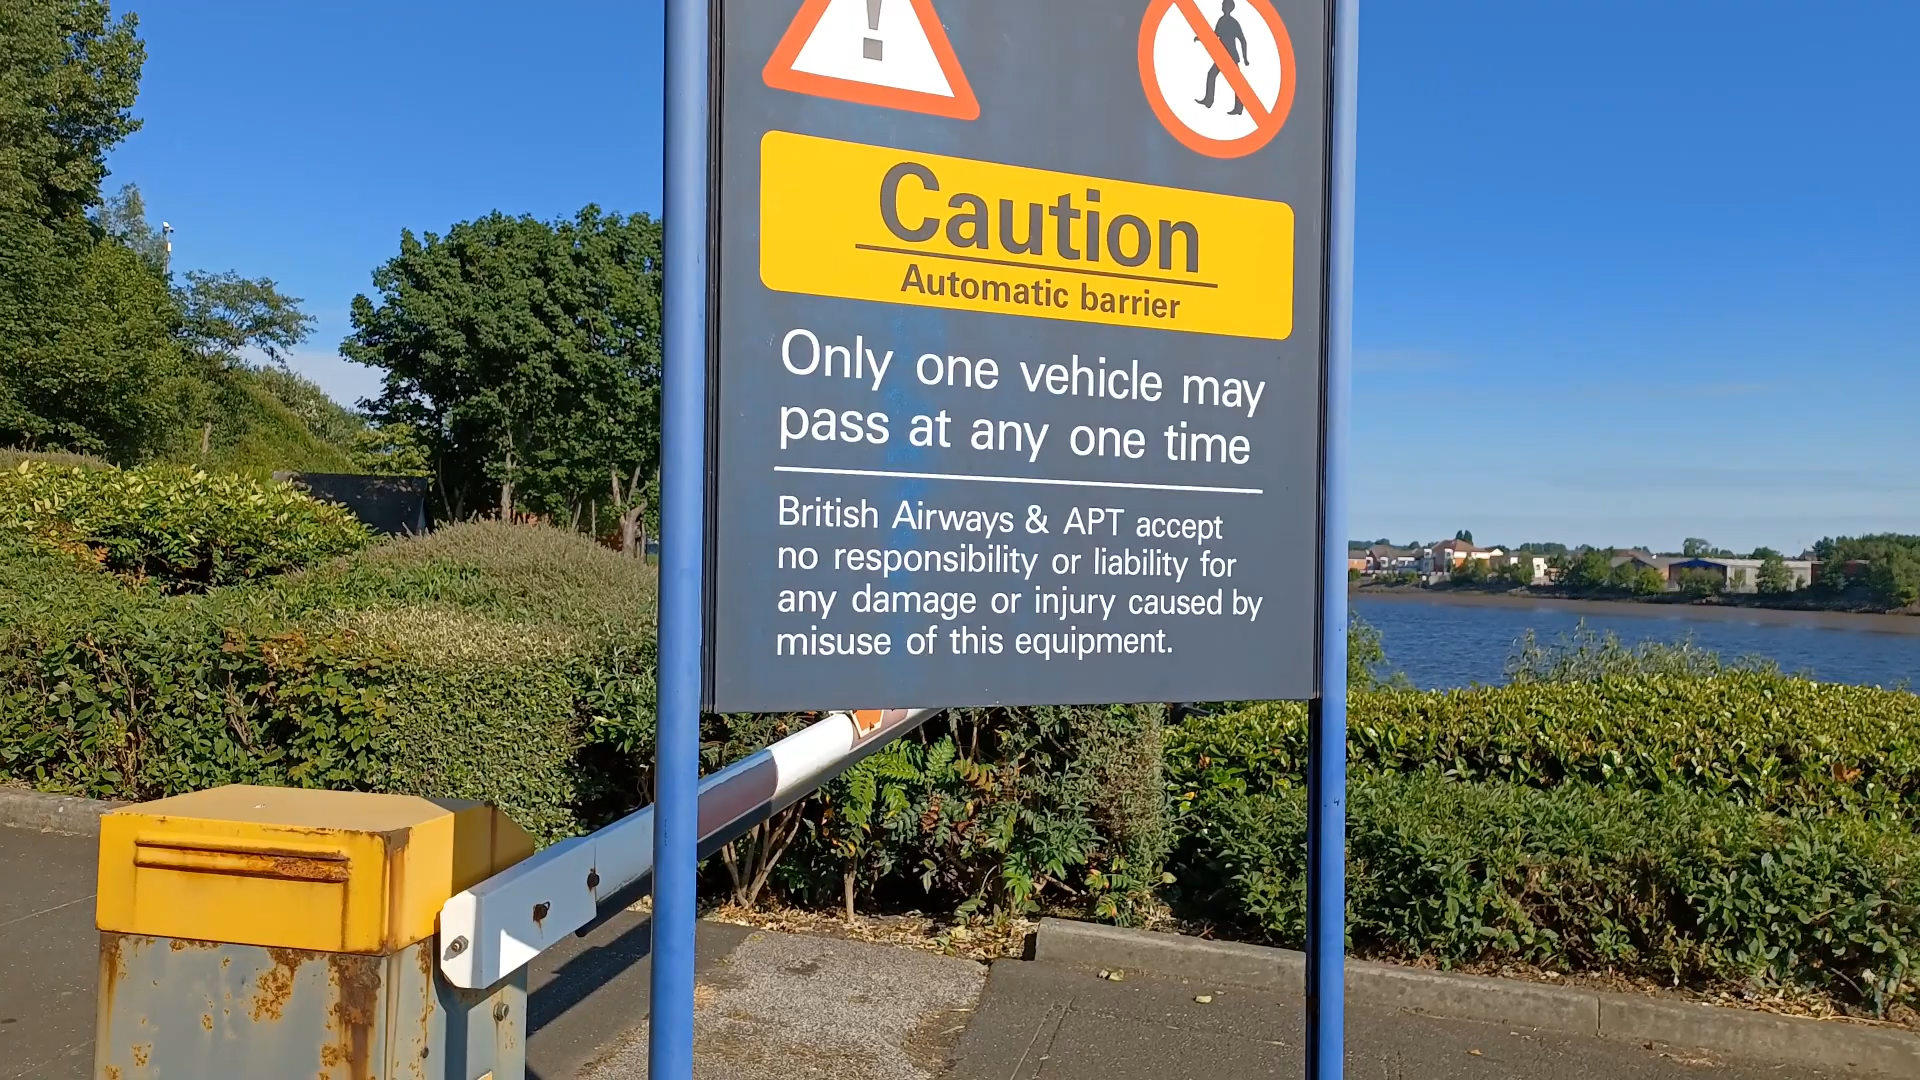 Caution
Automatic barrier
Only one vehicle may
pass at any one time
British Airways & APT accept
no responsibility or liability for
any damage or injury caused by
misuse of this equipment.